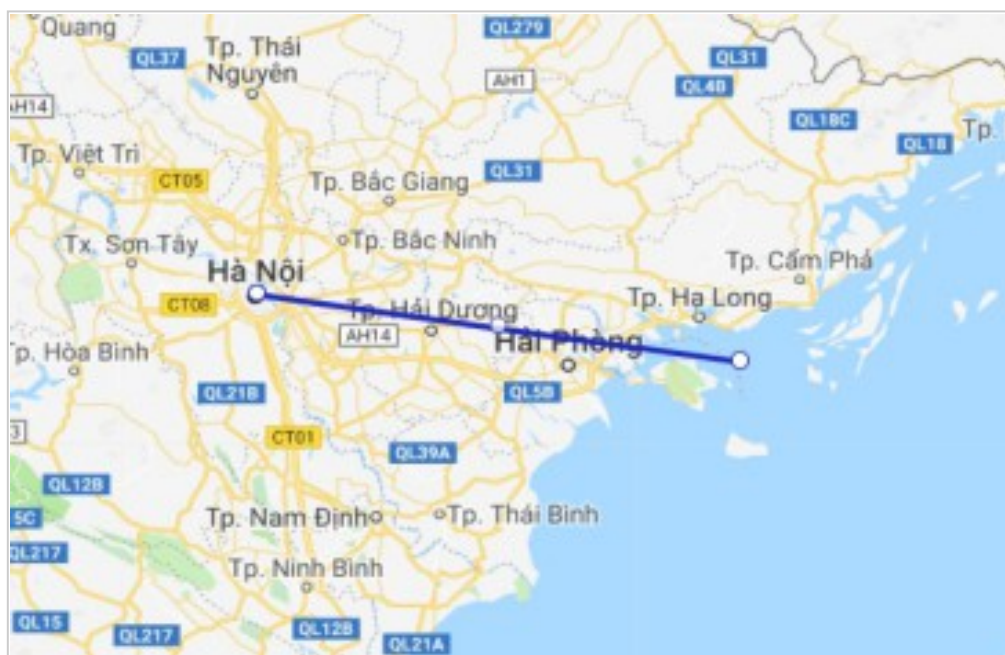 Quang
QL37
Tp. Thái
Nguyên
QL279
QL31
AH1
QL4B
AH14
QL18C
QL18
Tp.
Tp. Việt Trì
CT05
Tp. Bắc Giang
QL31
Tx. Sơn Tây
Tp. Bắc Ninh
Hà Nội
Tp. Cẩm Phả
CT08
Tp. Hải Dương
Tp. Hạ Long
AH14
Hải Phòng
Tp. Hòa Bình
QL21B
QL5B
CT01
3
QL39A
QL12B
5C
Tp. Nam Định
Tp. Thái Bình
QL217
Tp. Ninh Bình
QL15
QL217
QL12B
QL21A